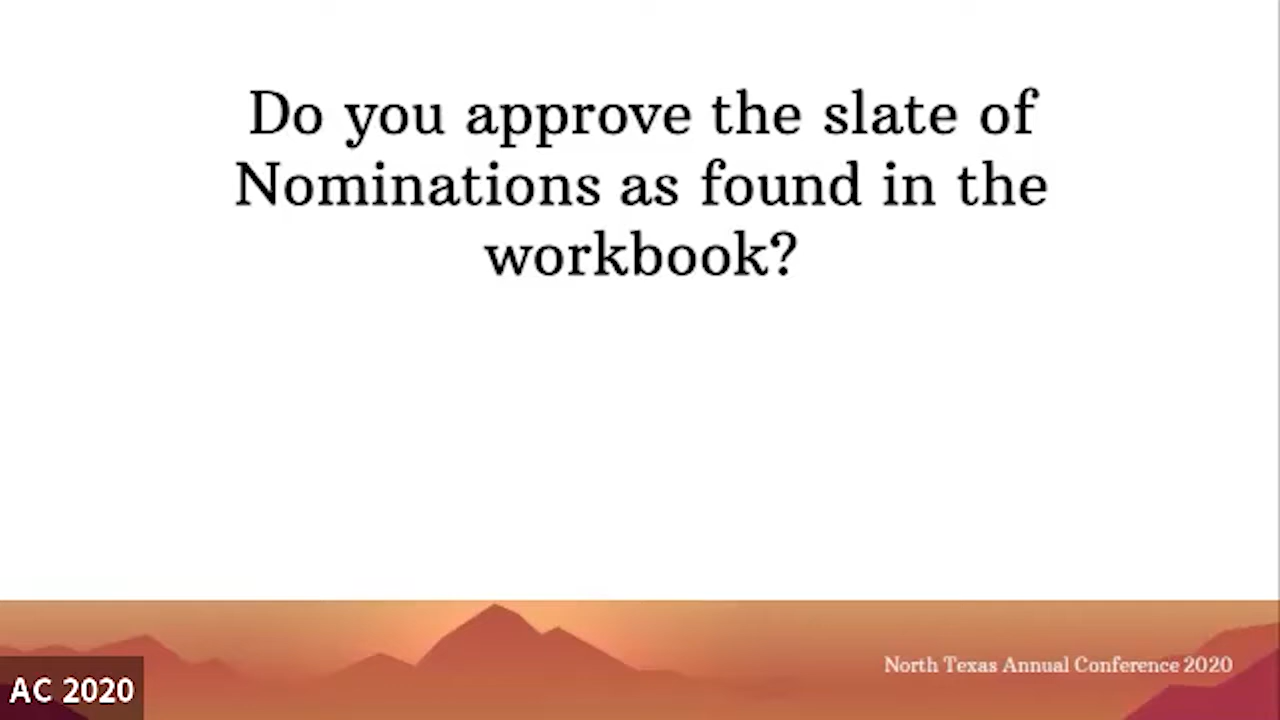 Do you approve the slate of
Nominations as found in the
workbook?
North Texas Annual Conference 2020
AC 2020